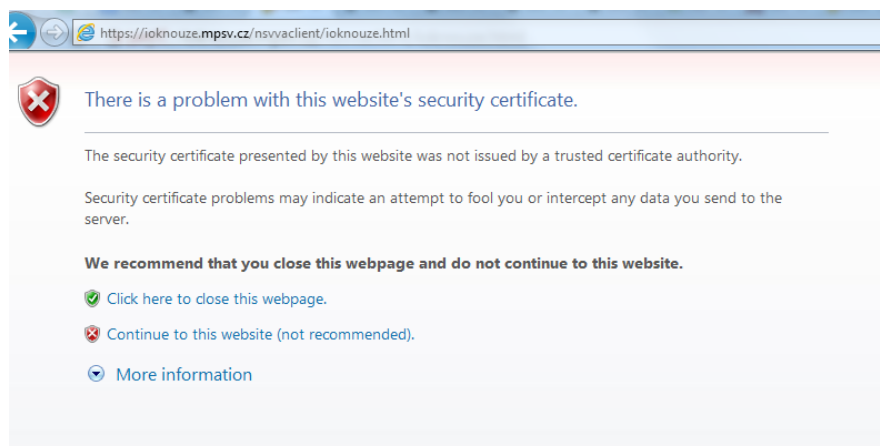 https://ioknouze.mpsv.cz/nsvvaclient/ioknouze.html
There is a problem with this website's security certificate.
The security certificate presented by this website was not issued by a trusted certificate authority.
Security certificate problems may indicate an attempt to fool you or intercept any data you send to the
server.
We recommend that you close this webpage and do not continue to this website.
Click here to close this webpage.
Continue to this website (not recommended).
More information